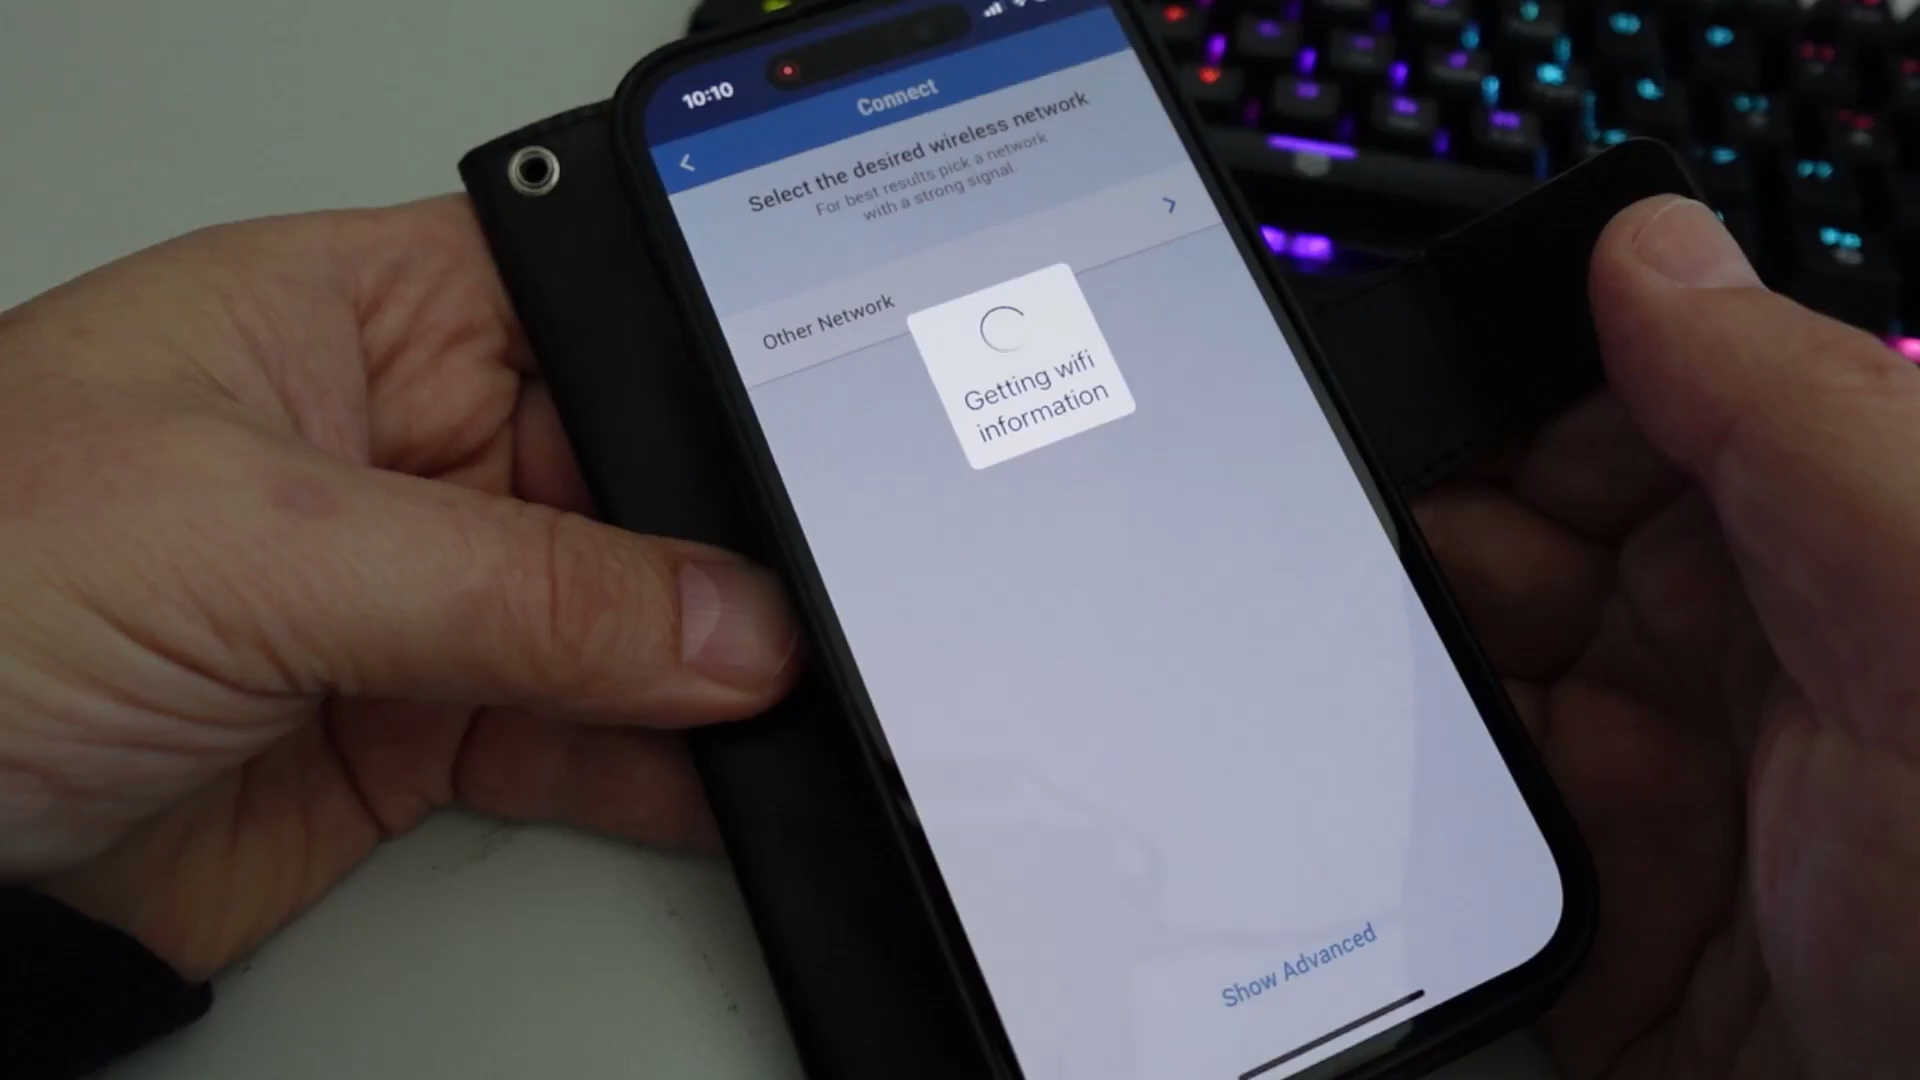 10:10
Connect
Select the desired wireless network
For best results pick a network
with a strong signal.
Other Network
Getting wifi
information
Show Advanced